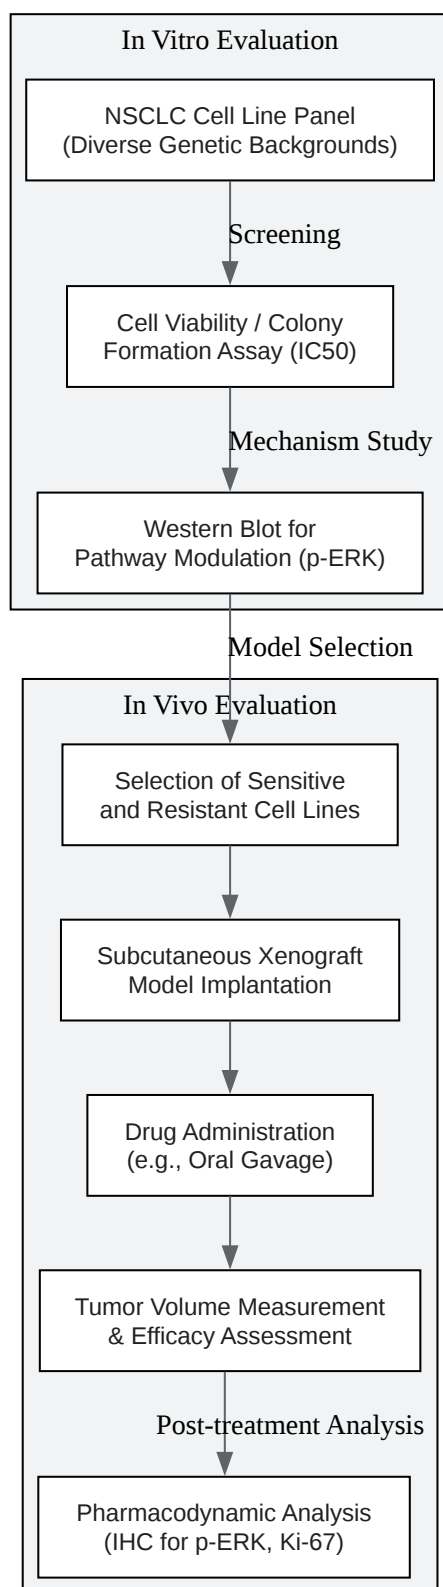 In Vitro Evaluation
NSCLC Cell Line Panel
(Diverse Genetic Backgrounds)
Screening
Cell Viability / Colony
Formation Assay (IC50)
Mechanism Study
Western Blot for
Pathway Modulation (p-ERK)
Model Selection
In Vivo Evaluation
Selection of Sensitive
and Resistant Cell Lines
Subcutaneous Xenograft
Model Implantation
Drug Administration
(e.g., Oral Gavage)
Tumor Volume Measurement
& Efficacy Assessment
Post-treatment Analysis
Pharmacodynamic Analysis
(IHC for p-ERK, Ki-67)